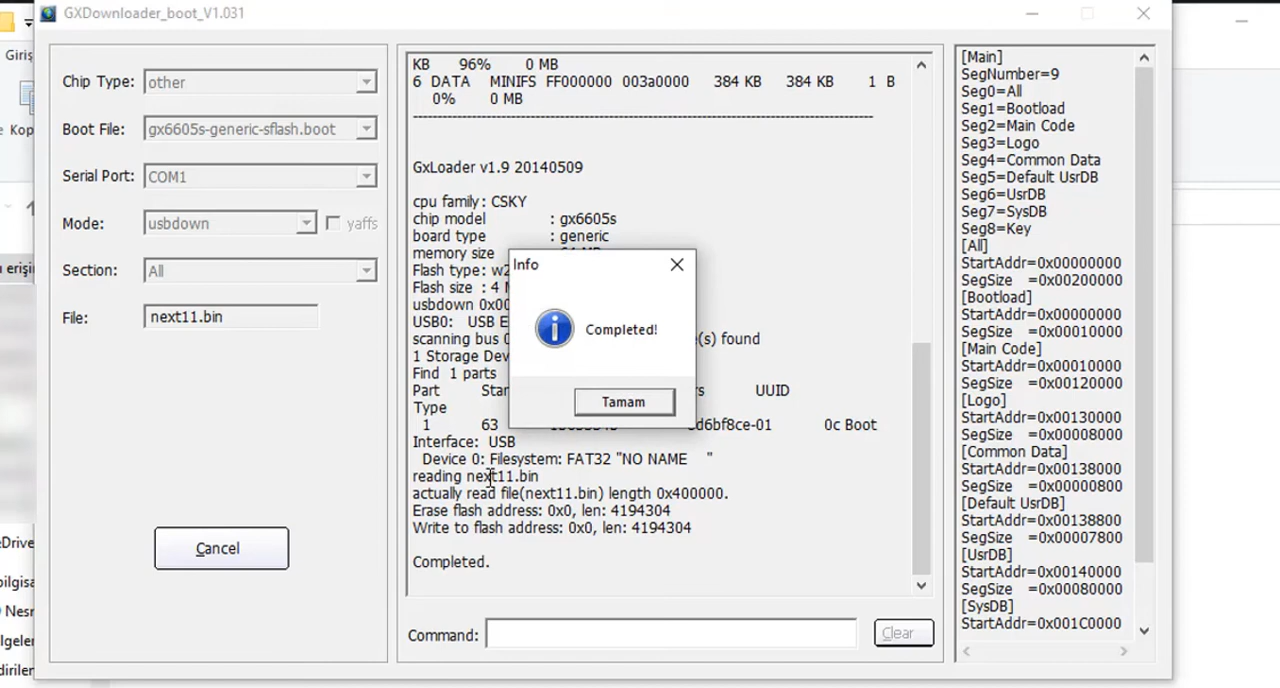 GXDownloader_boot_V1.031
Giriş
Kop
erişin
eDrive
bilgisa
Nesn
elgeler
dirilen
Chip Type: other
Boot File: gx6605s-generic-sflash.boot
Serial Port: COM1
Mode: usbdown yaffs
Section: All
File: next11.bin
Cancel
KB 96% 0 MB
6 DATA MINIFS FF000000 003a0000 384 KB 384 KB 1 B
0% 0 MB
GxLoader v1.9 20140509
cpu family : CSKY
chip model : gx6605s
board type : generic
memory size
Flash type: w2
Flash size : 4 M
usbdown 0x00
USB0: USB E
scanning bus 0 (s) found
1 Storage Dev
Find 1 parts
Part Star rs UUID
Type
1 63 d6bf8ce-01 0c Boot
Interface: USB
Device 0: Filesystem: FAT32 "NO NAME "
reading next11.bin
actually read file(next11.bin) length 0x400000.
Erase flash address: 0x0, len: 4194304
Write to flash address: 0x0, len: 4194304
Completed.
Command:
Clear
Info
Completed!
Tamam
[Main]
SegNumber=9
Seg0=All
Seg1=Bootload
Seg2=Main Code
Seg3=Logo
Seg4=Common Data
Seg5=Default UsrDB
Seg6=UsrDB
Seg7=SysDB
Seg8=Key
[All]
StartAddr=0x00000000
SegSize =0x00200000
[Bootload]
StartAddr=0x00000000
SegSize =0x00010000
[Main Code]
StartAddr=0x00010000
SegSize =0x00120000
[Logo]
StartAddr=0x00130000
SegSize =0x00008000
[Common Data]
StartAddr=0x00138000
SegSize =0x00000800
[Default UsrDB]
StartAddr=0x00138800
SegSize =0x00007800
[UsrDB]
StartAddr=0x00140000
SegSize =0x00080000
[SysDB]
StartAddr=0x001C0000